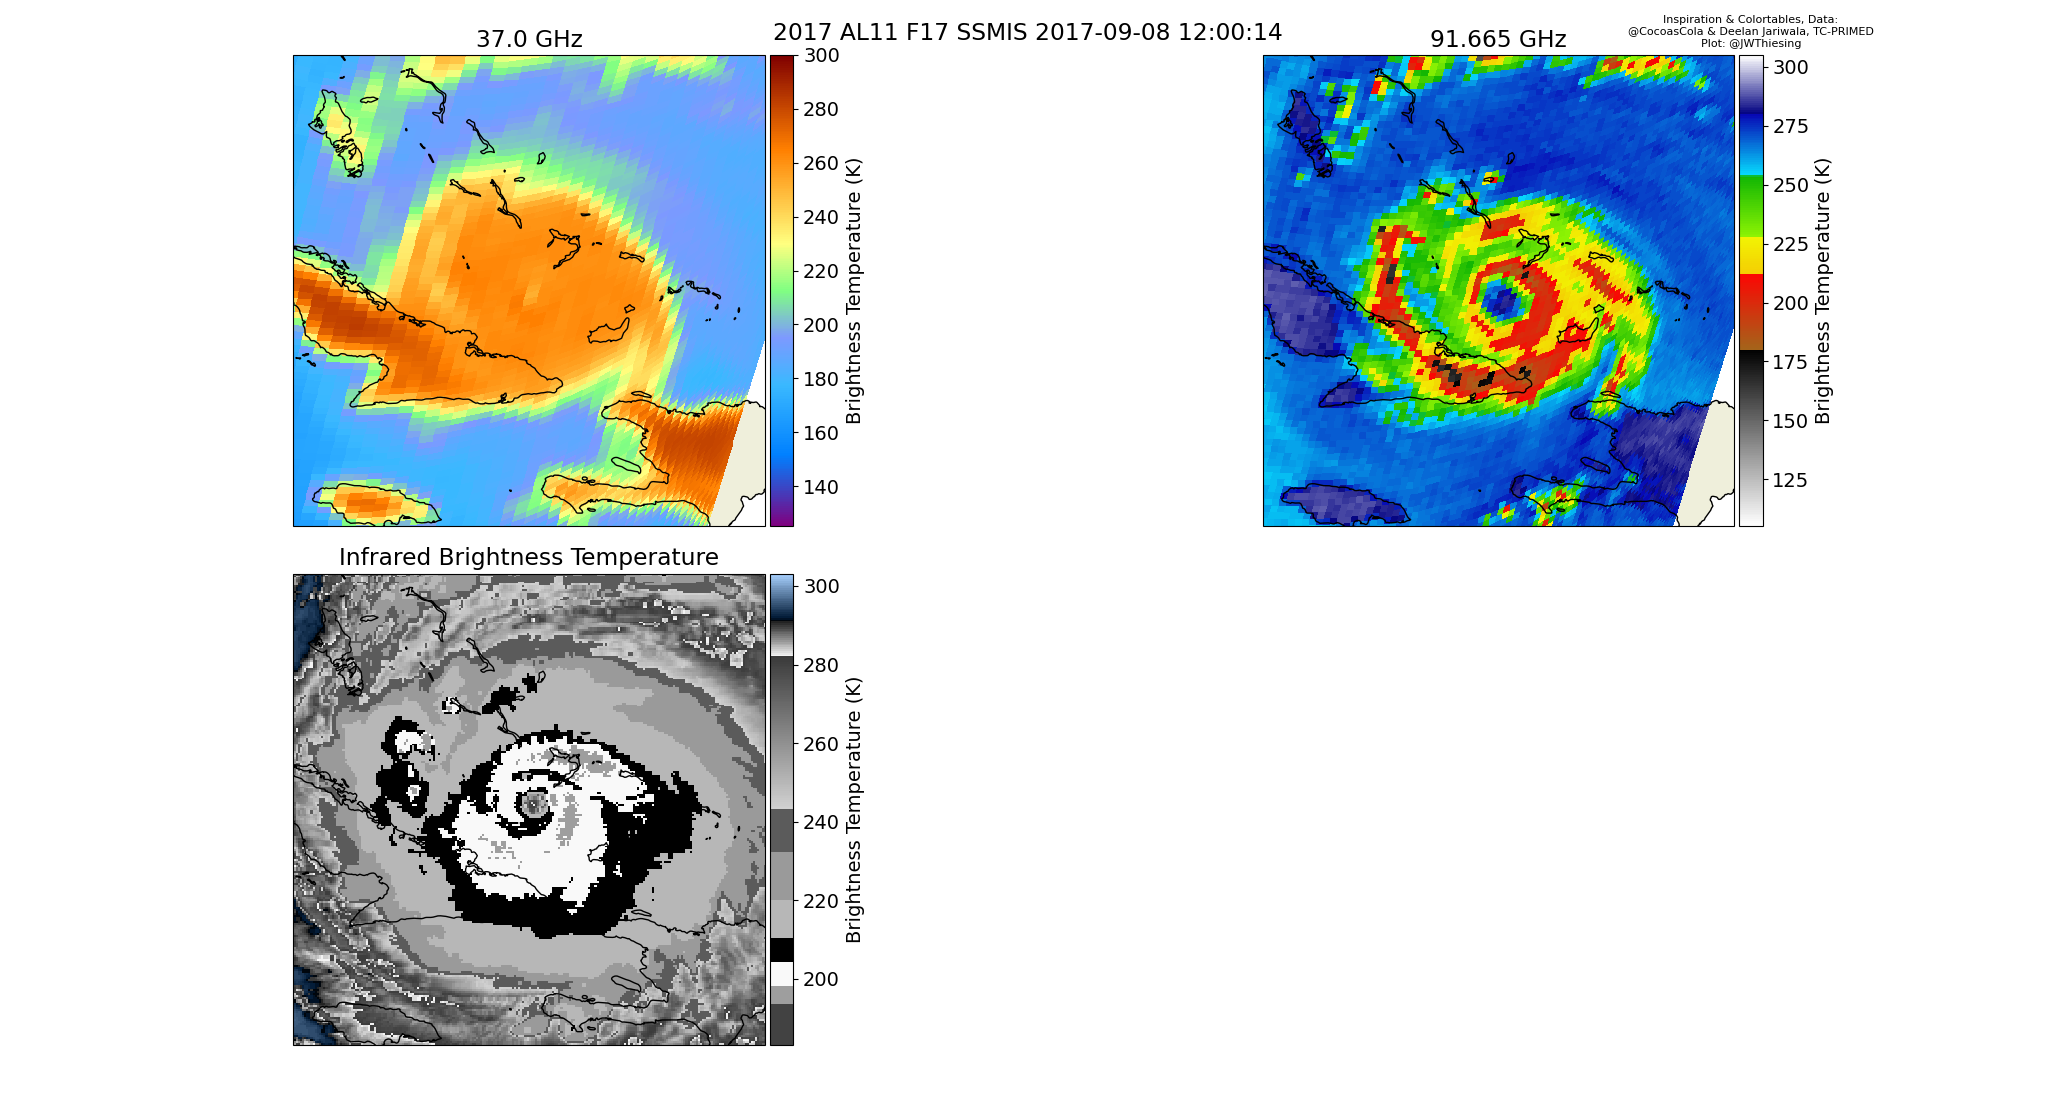 2017 AL11 F17 SSMIS 2017-09-08 12:00:14
Inspiration & Colortables, Data:
@CocoasCola & Deelan Jariwala, TC-PRIMED
Plot: @JWThiesing
37.0 GHz
300
280
260
240
220
200
180
160
140
Brightness Temperature (K)
91.665 GHz
300
275
250
225
200
175
150
125
Brightness Temperature (K)
Infrared Brightness Temperature
300
280
260
240
220
200
Brightness Temperature (K)